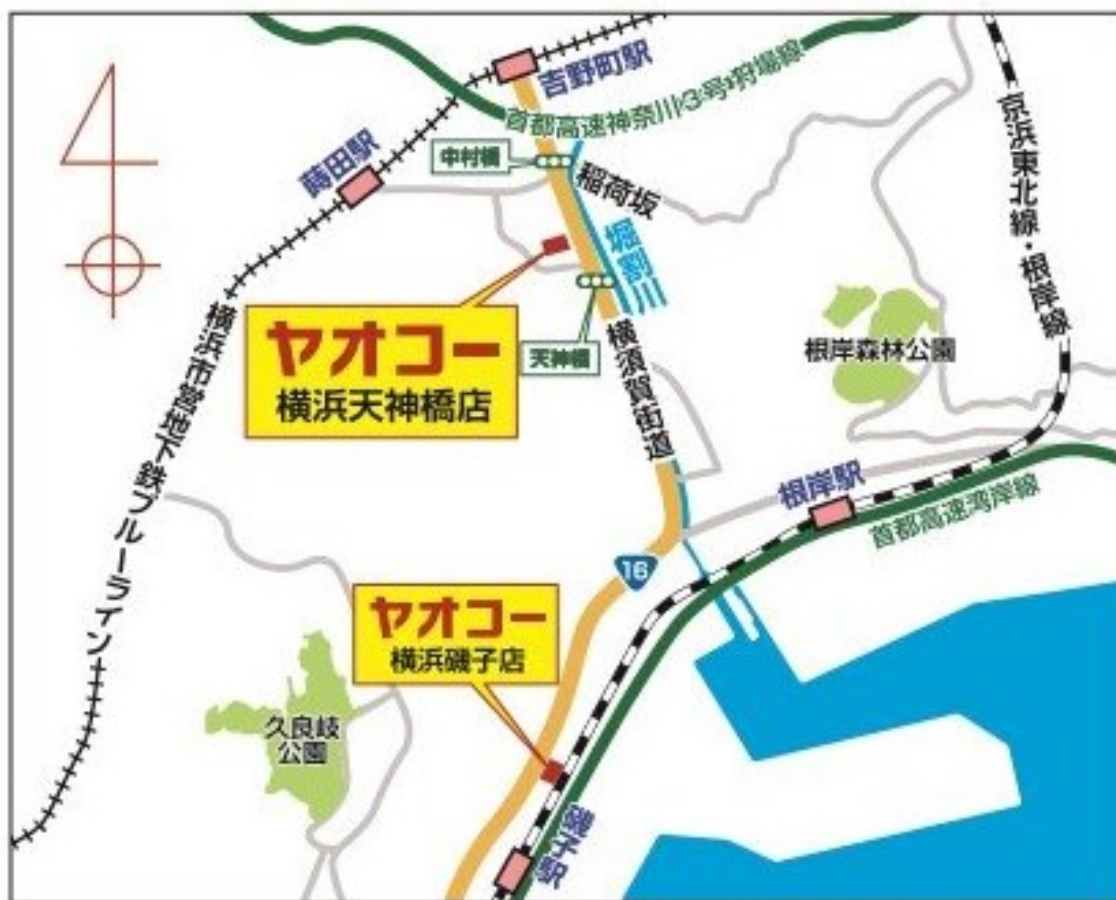 吉野町駅
首都高速神奈川3号・狩場線
中村橋
蒔田駅
稲荷坂
堀割川
京浜東北線・根岸線
ヤオコー
横浜天神橋店
天神橋
横須賀街道
根岸森林公園
横浜市営地下鉄ブルーライン
根岸駅
首都高速湾岸線
16
ヤオコー
横浜磯子店
久良岐
公園
磯子駅